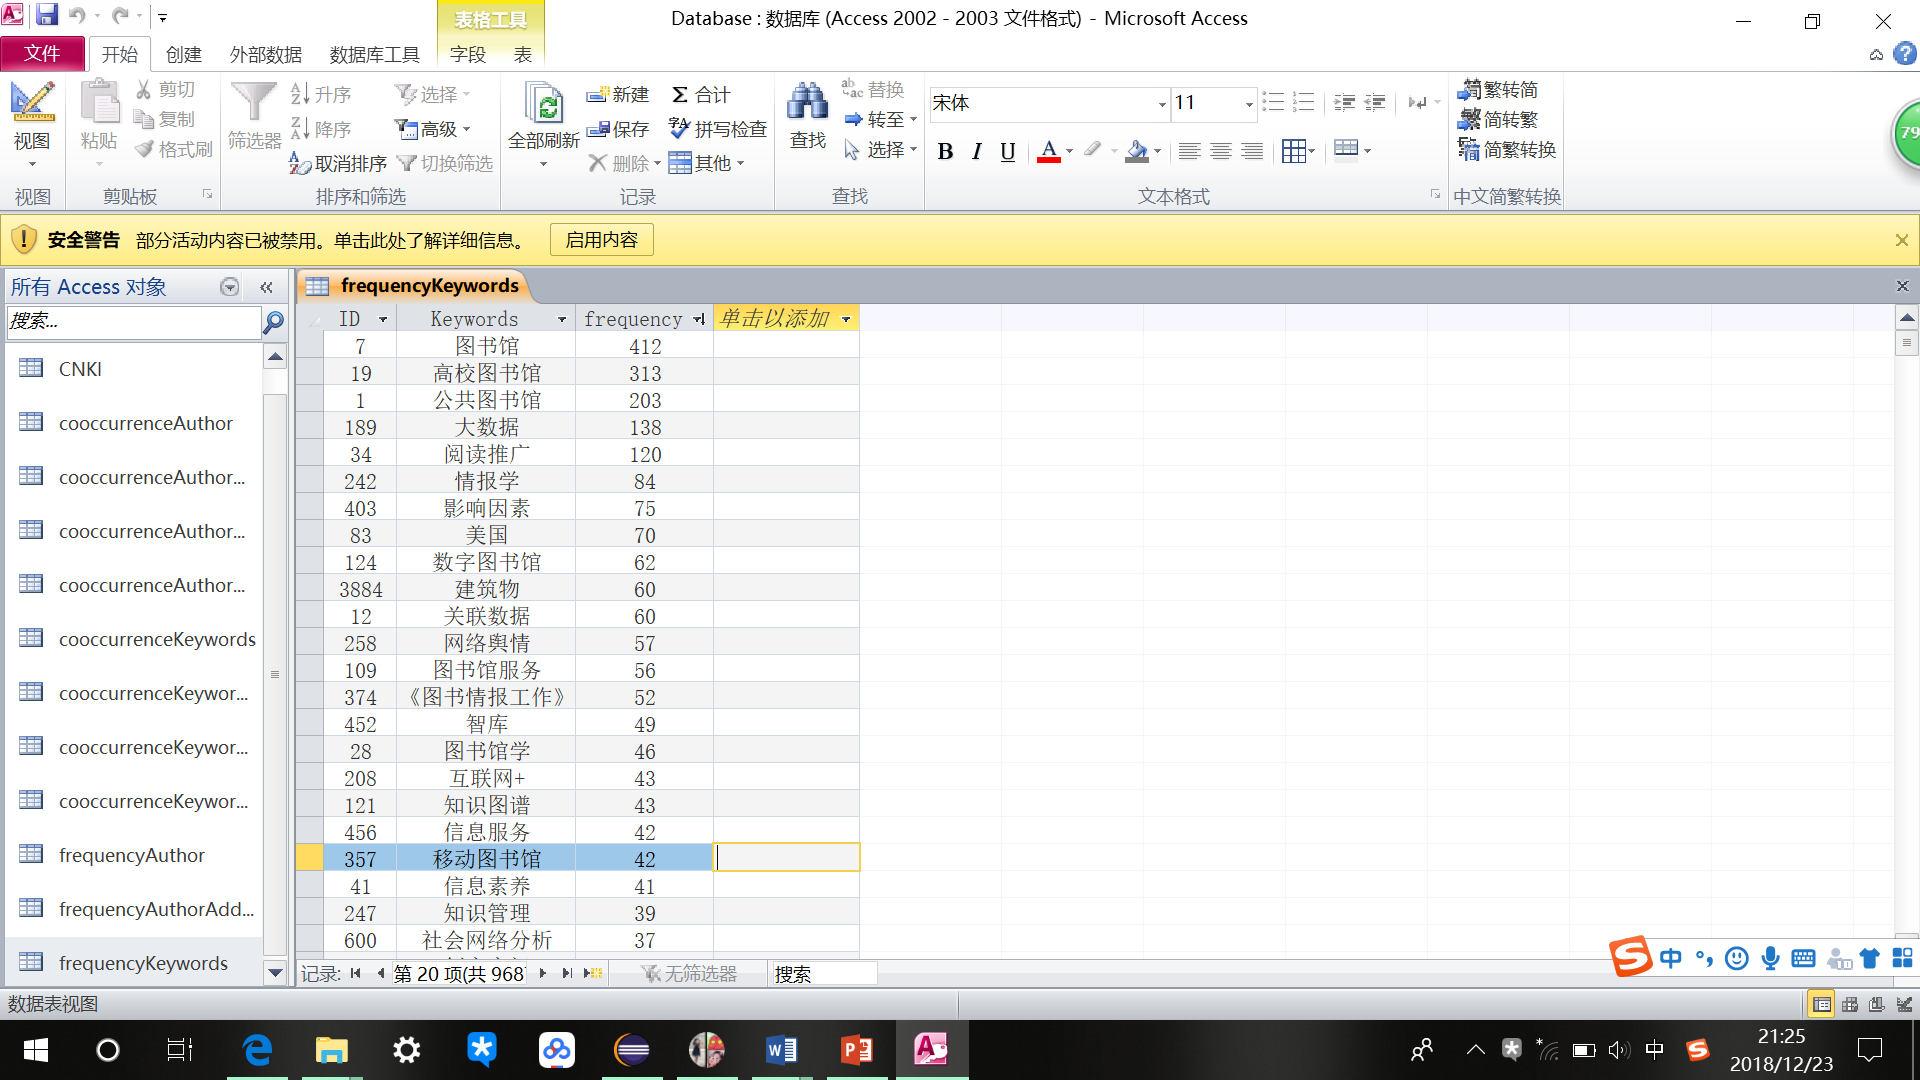 Database : 数据库 (Access 2002 - 2003 文件格式) - Microsoft Access
表格工具
文件 开始 创建 外部数据 数据库工具 字段 表
视图 粘贴 剪切 复制 格式刷
筛选器 升序 降序 取消排序 选择 高级 切换筛选
全部刷新 新建 保存 删除 合计 拼写检查 其他
查找 替换 转至 选择
宋体 11
B I U A
繁转简
简转繁
简繁转换
视图 剪贴板 排序和筛选 记录 查找 文本格式 中文简繁转换
79
安全警告 部分活动内容已被禁用。单击此处了解详细信息。 启用内容
所有 Access 对象
搜索...
CNKI
cooccurrenceAuthor
cooccurrenceAuthor...
cooccurrenceAuthor...
cooccurrenceAuthor...
cooccurrenceKeywords
cooccurrenceKeywor...
cooccurrenceKeywor...
cooccurrenceKeywor...
frequencyAuthor
frequencyAuthorAdd...
frequencyKeywords
frequencyKeywords
ID Keywords frequency 单击以添加
7 图书馆 412
19 高校图书馆 313
1 公共图书馆 203
189 大数据 138
34 阅读推广 120
242 情报学 84
403 影响因素 75
83 美国 70
124 数字图书馆 62
3884 建筑物 60
12 关联数据 60
258 网络舆情 57
109 图书馆服务 56
374 《图书情报工作》 52
452 智库 49
28 图书馆学 46
208 互联网+ 43
121 知识图谱 43
456 信息服务 42
357 移动图书馆 42
41 信息素养 41
247 知识管理 39
600 社会网络分析 37
记录: 第 20 项(共 968 无筛选器 搜索
中
数据表视图
中
21:25
2018/12/23